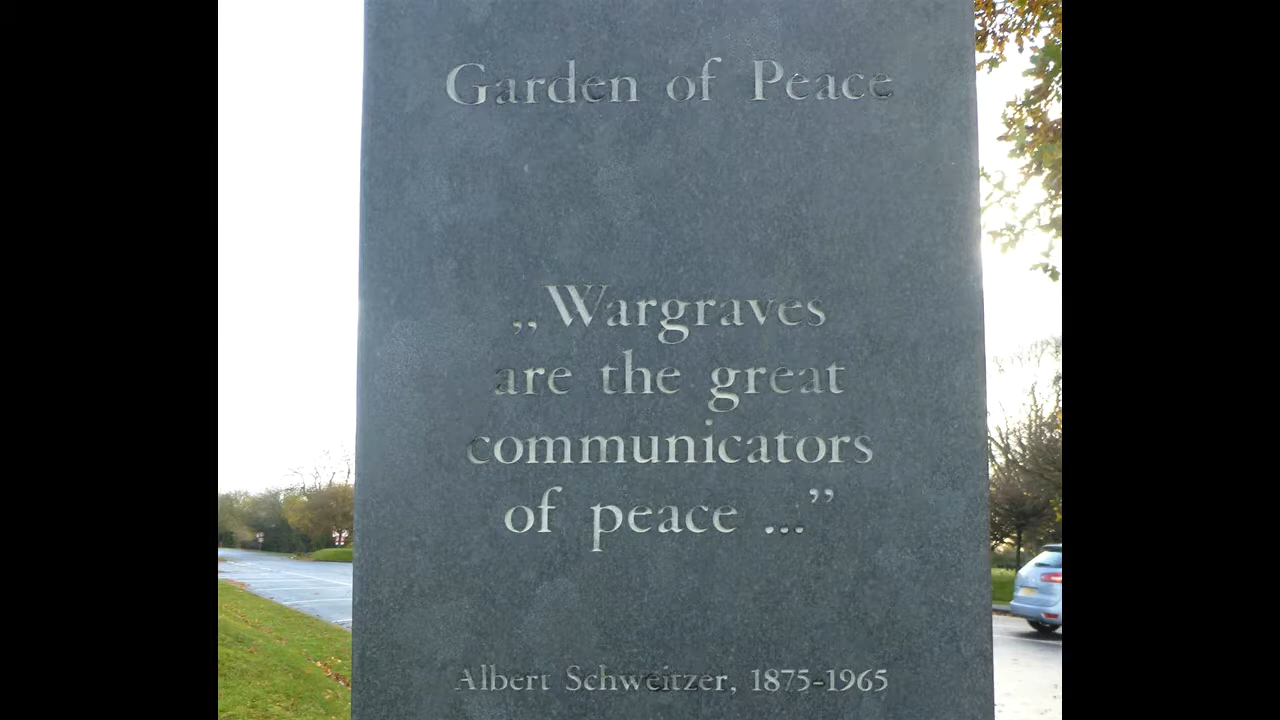 Garden of Peace
„Wargraves
are the great
communicators
of peace ...”
Albert Schweitzer, 1875-1965